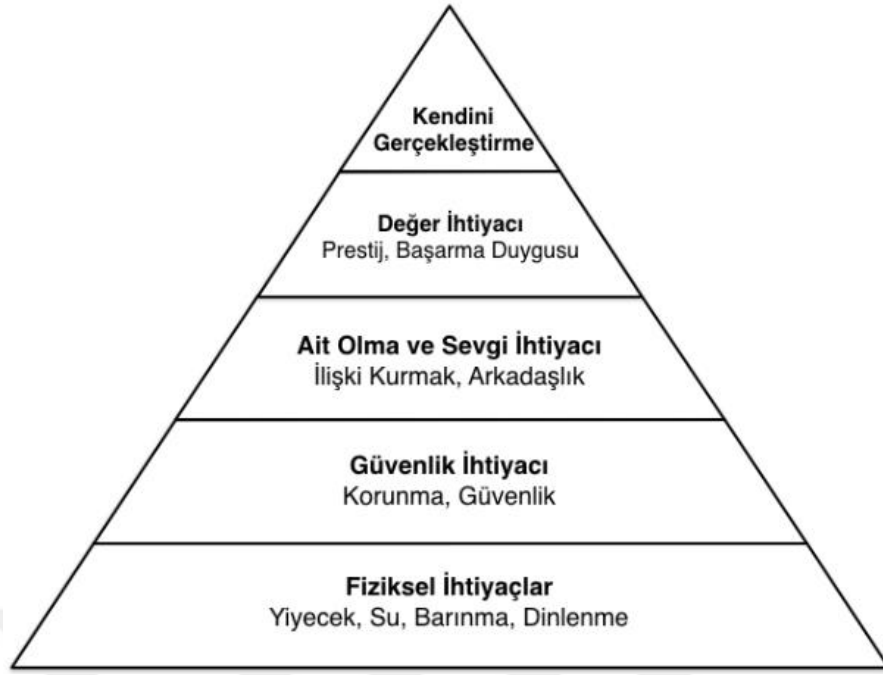 Kendini
Gerçekleştirme
Değer İhtiyacı
Prestij, Başarma Duygusu
Ait Olma ve Sevgi İhtiyacı
İlişki Kurmak, Arkadaşlık
Güvenlik İhtiyacı
Korunma, Güvenlik
Fiziksel İhtiyaçlar
Yiyecek, Su, Barınma, Dinlenme